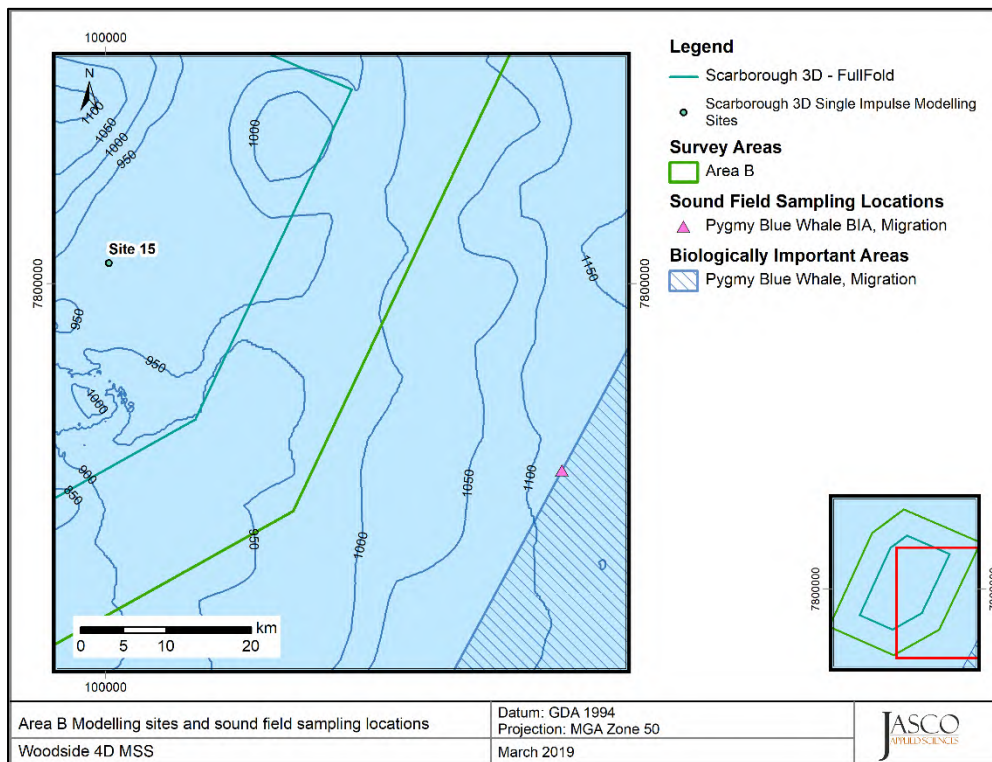 100000
N
1100
1050
1000
950
1000
1150
Site 15
7800000
7800000
950
950
1000
900
850
950
1000
1050
1100
km
0 5 10 20
100000
Legend
Scarborough 3D - FullFold
Scarborough 3D Single Impulse Modelling
Sites
Survey Areas
Area B
Sound Field Sampling Locations
Pygmy Blue Whale BIA, Migration
Biologically Important Areas
Pygmy Blue Whale, Migration
7800000
Area B Modelling sites and sound field sampling locations
Woodside 4D MSS
Datum: GDA 1994
Projection: MGA Zone 50
March 2019
JASCO
APPLIED SCIENCES